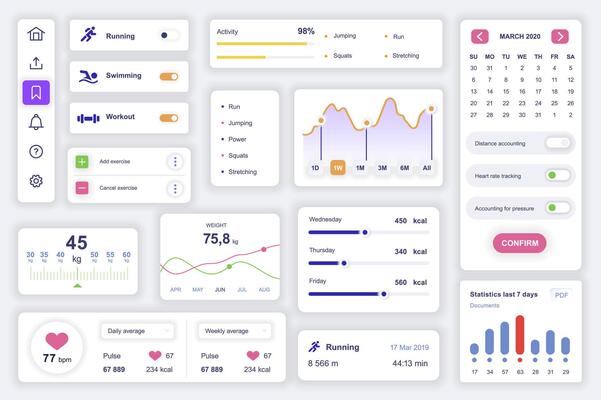 Running
Swimming
Workout
Add exercise
Cancel exercise
Activity 98%
Jumping
Run
Squats
Stretching
Run
Jumping
Power
Squats
Stretching
1D 1W 1M 3M 6M All
MARCH 2020
SU MO TU WE TH FR SA
30 31 1 2 3 4 5
6 7 8 9 10 11 12
13 14 15 16 17 18 19
20 21 22 23 24 25 26
27 28 29 30 31 1 2
Distance accounting
Heart rate tracking
Accounting for pressure
CONFIRM
45
kg
30 35 40 50 55 60
kg kg kg kg kg kg
WEIGHT
75,8 kg
APR MAY JUN JUL AUG
Wednesday 450 kcal
Thursday 340 kcal
Friday 560 kcal
77 bpm
Daily average
Pulse 67
67 889 234 kcal
Weekly average
Pulse 67
67 889 234 kcal
Running 17 Mar 2019
8 566 m 44:13 min
Statistics last 7 days
Documents
PDF
17 34 57 63 28 31 29